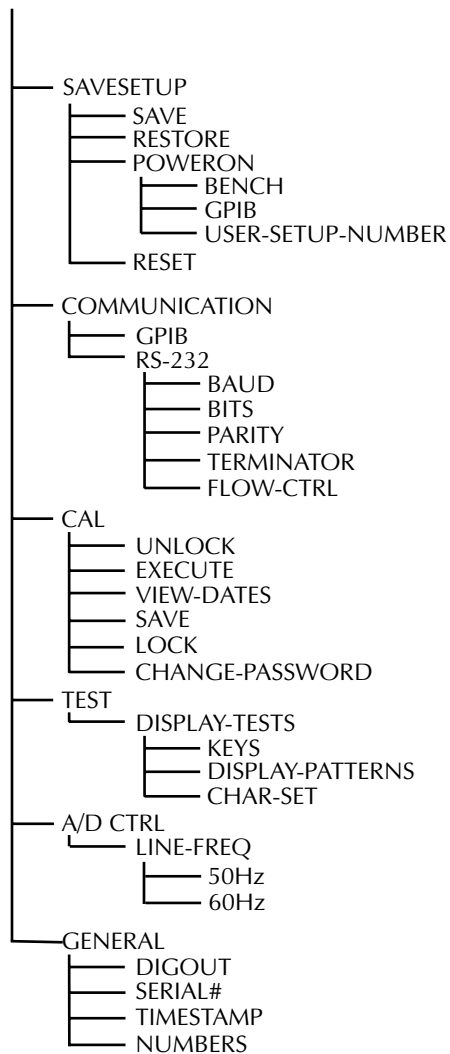 SAVESETUP
SAVE
RESTORE
POWERON
BENCH
GPIB
USER-SETUP-NUMBER
RESET
COMMUNICATION
GPIB
RS-232
BAUD
BITS
PARITY
TERMINATOR
FLOW-CTRL
CAL
UNLOCK
EXECUTE
VIEW-DATES
SAVE
LOCK
CHANGE-PASSWORD
TEST
DISPLAY-TESTS
KEYS
DISPLAY-PATTERNS
CHAR-SET
A/D CTRL
LINE-FREQ
50Hz
60Hz
GENERAL
DIGOUT
SERIAL#
TIMESTAMP
NUMBERS